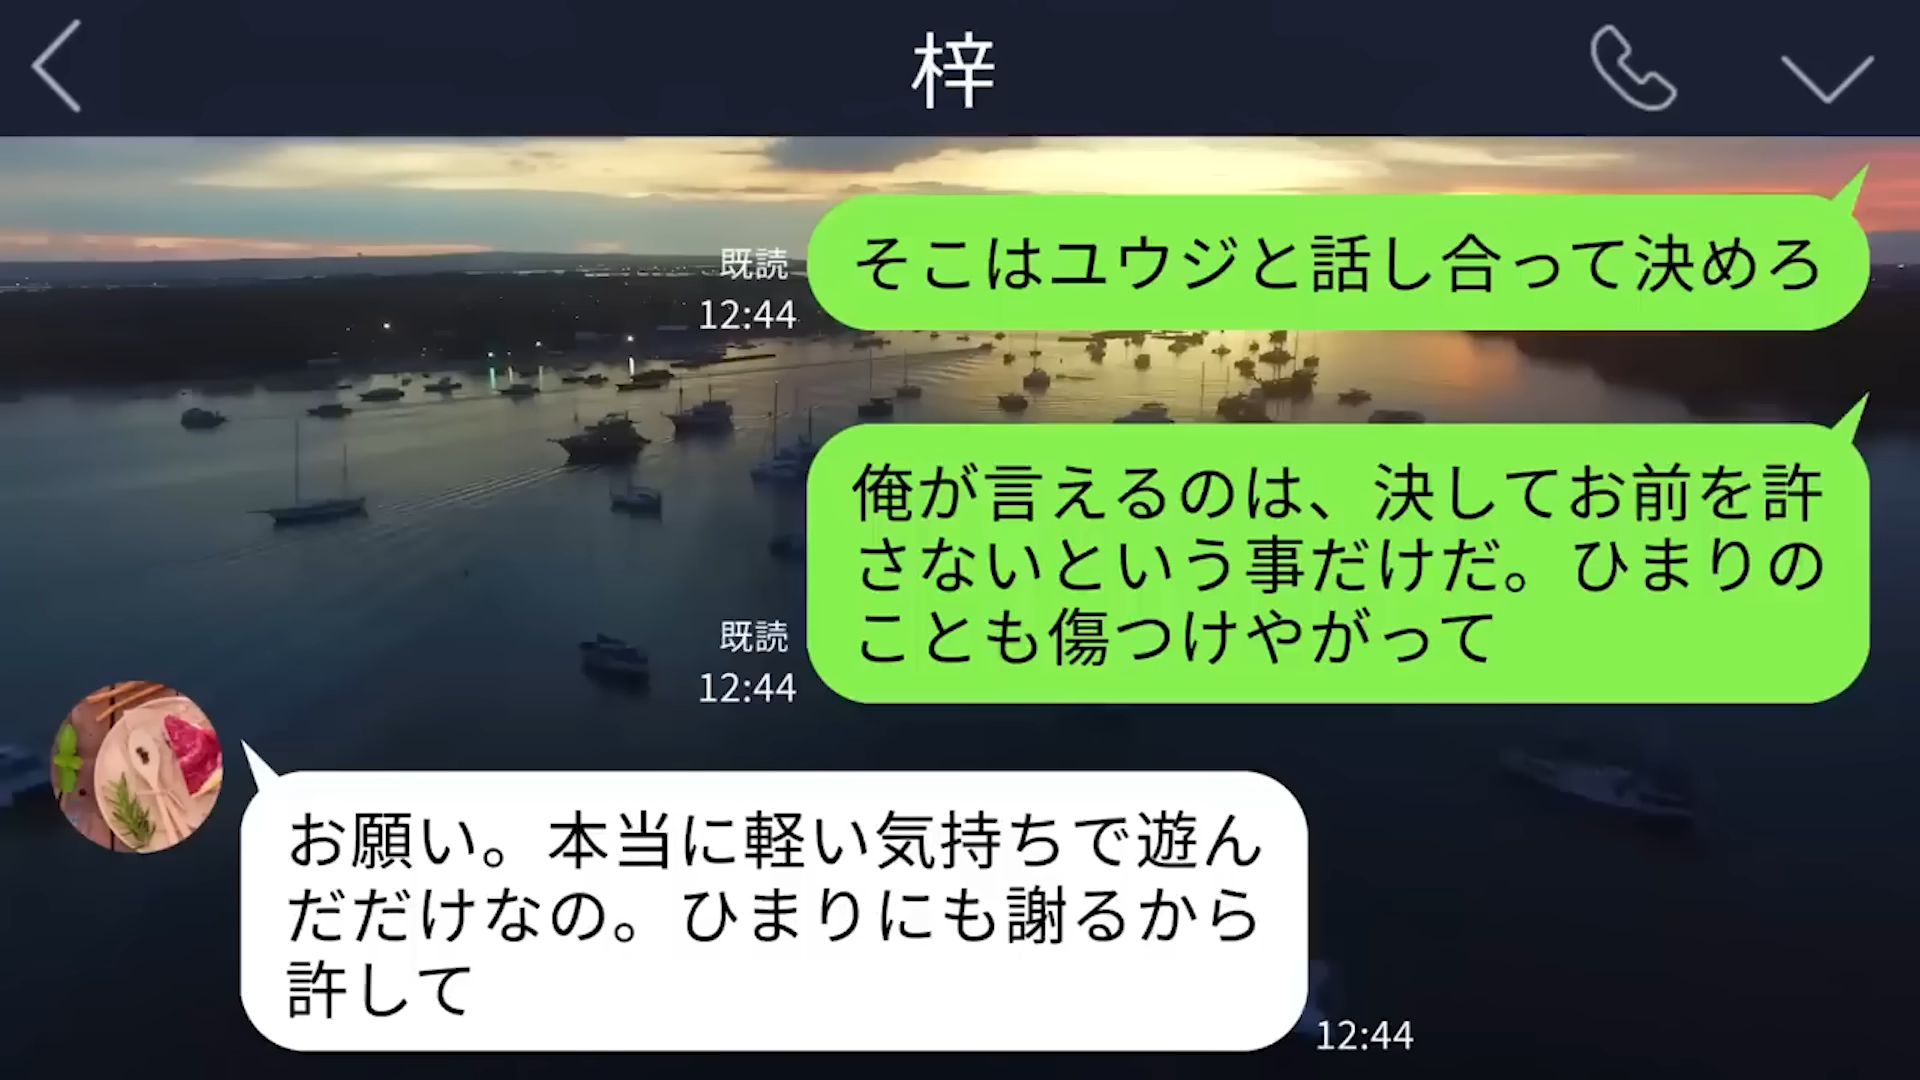 梓
そこはユウジと話し合って決めろ
既読
12:44
俺が言えるのは、決してお前を許
さないという事だけだ。ひまりの
ことも傷つけやがって
既読
12:44
お願い。本当に軽い気持ちで遊ん
だだけなの。ひまりにも謝るから
許して
12:44